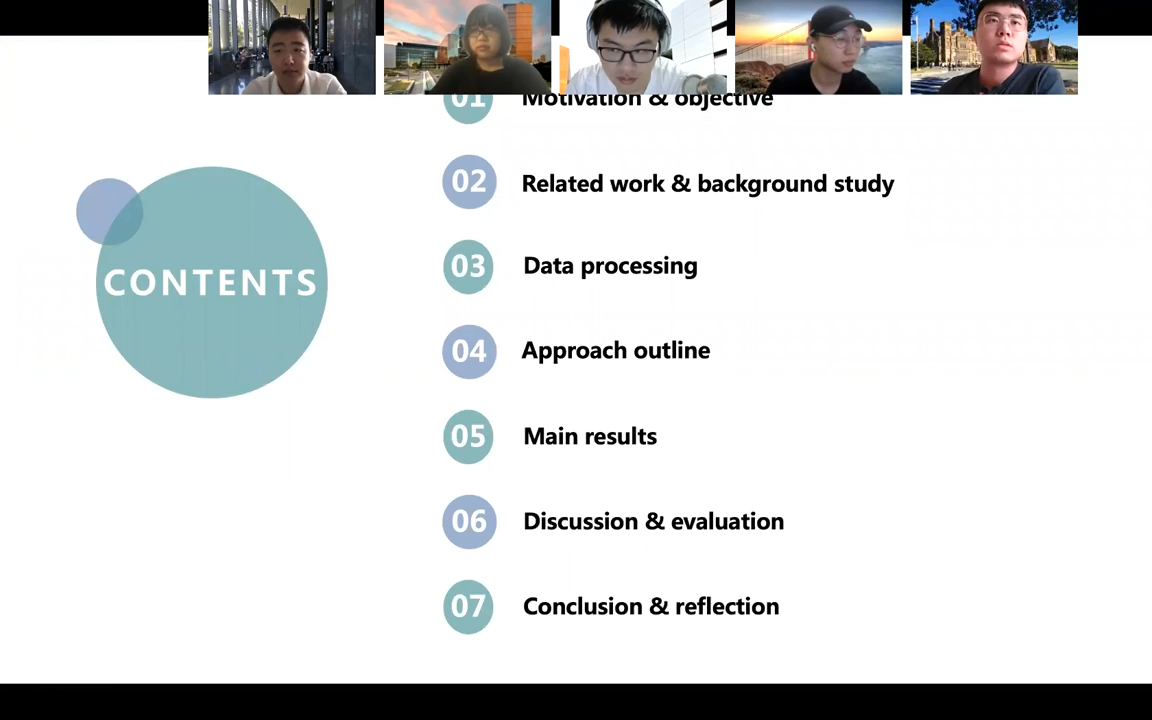 CONTENTS
01 Motivation & objective
02 Related work & background study
03 Data processing
04 Approach outline
05 Main results
06 Discussion & evaluation
07 Conclusion & reflection